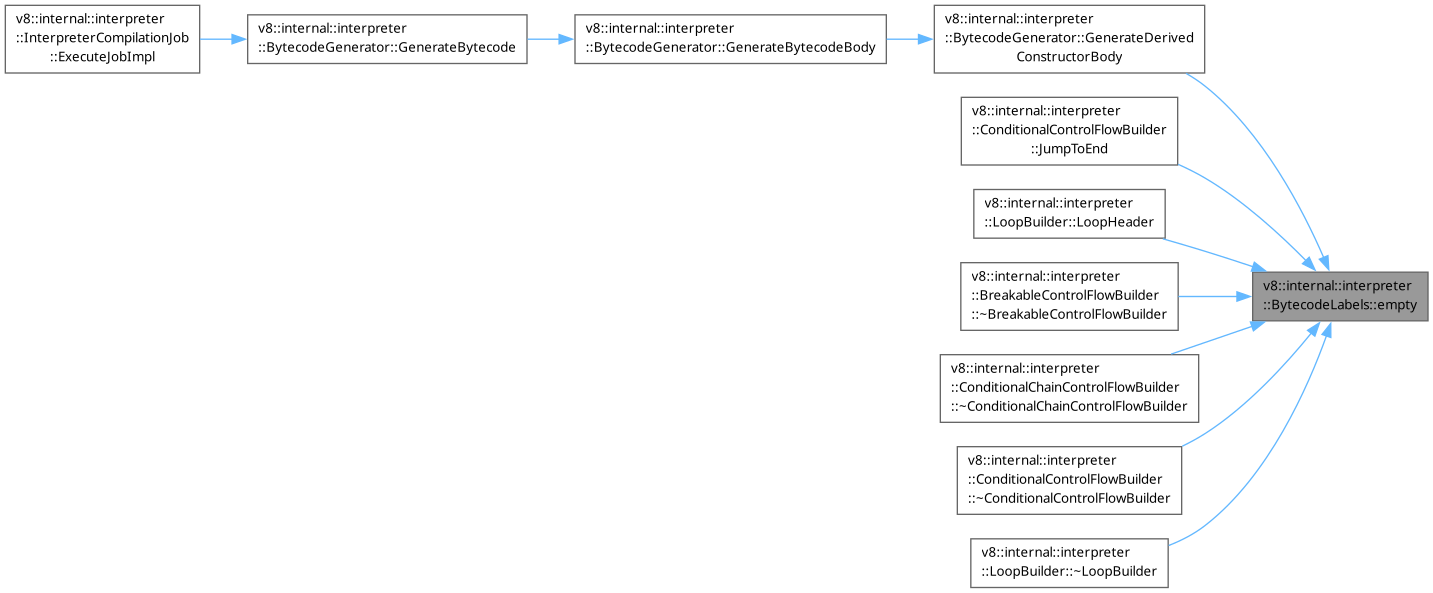 v8::internal::interpreter
::InterpreterCompilationJob
::ExecuteJobImpl
v8::internal::interpreter
::BytecodeGenerator::GenerateBytecode
v8::internal::interpreter
::BytecodeGenerator::GenerateBytecodeBody
v8::internal::interpreter
::BytecodeGenerator::GenerateDerived
ConstructorBody
v8::internal::interpreter
::ConditionalControlFlowBuilder
::JumpToEnd
v8::internal::interpreter
::LoopBuilder::LoopHeader
v8::internal::interpreter
::BreakableControlFlowBuilder
::~BreakableControlFlowBuilder
v8::internal::interpreter
::ConditionalChainControlFlowBuilder
::~ConditionalChainControlFlowBuilder
v8::internal::interpreter
::ConditionalControlFlowBuilder
::~ConditionalControlFlowBuilder
v8::internal::interpreter
::LoopBuilder::~LoopBuilder
v8::internal::interpreter
::BytecodeLabels::empty